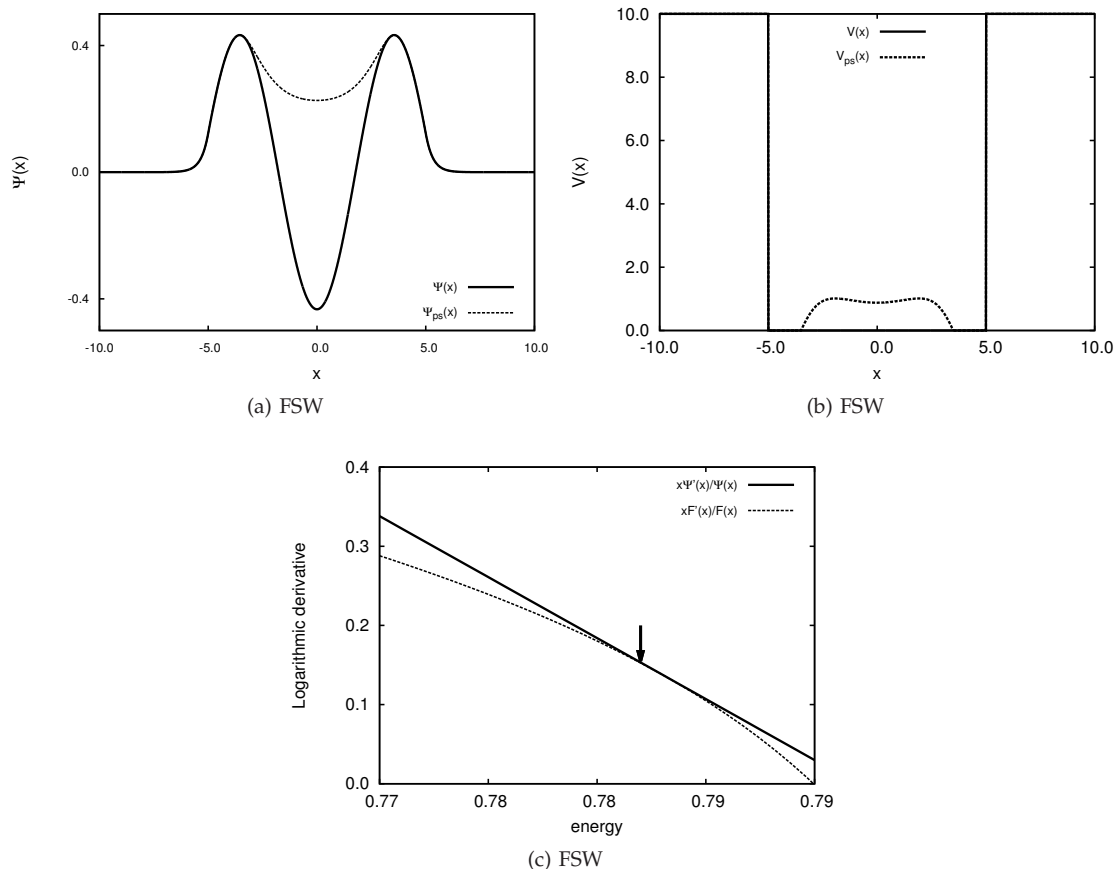 0.4
0.0
-0.4
Ψ(x)
-10.0 -5.0 0.0 5.0 10.0
x
Ψ(x)
Ψps(x)
(a) FSW
10.0
8.0
6.0
4.0
2.0
0.0
V(x)
-10.0 -5.0 0.0 5.0 10.0
x
V(x)
Vps(x)
(b) FSW
0.4
0.3
0.2
0.1
0.0
Logarithmic derivative
0.77 0.78 0.78 0.79 0.79
energy
xΨ'(x)/Ψ(x)
xF'(x)/F(x)
(c) FSW